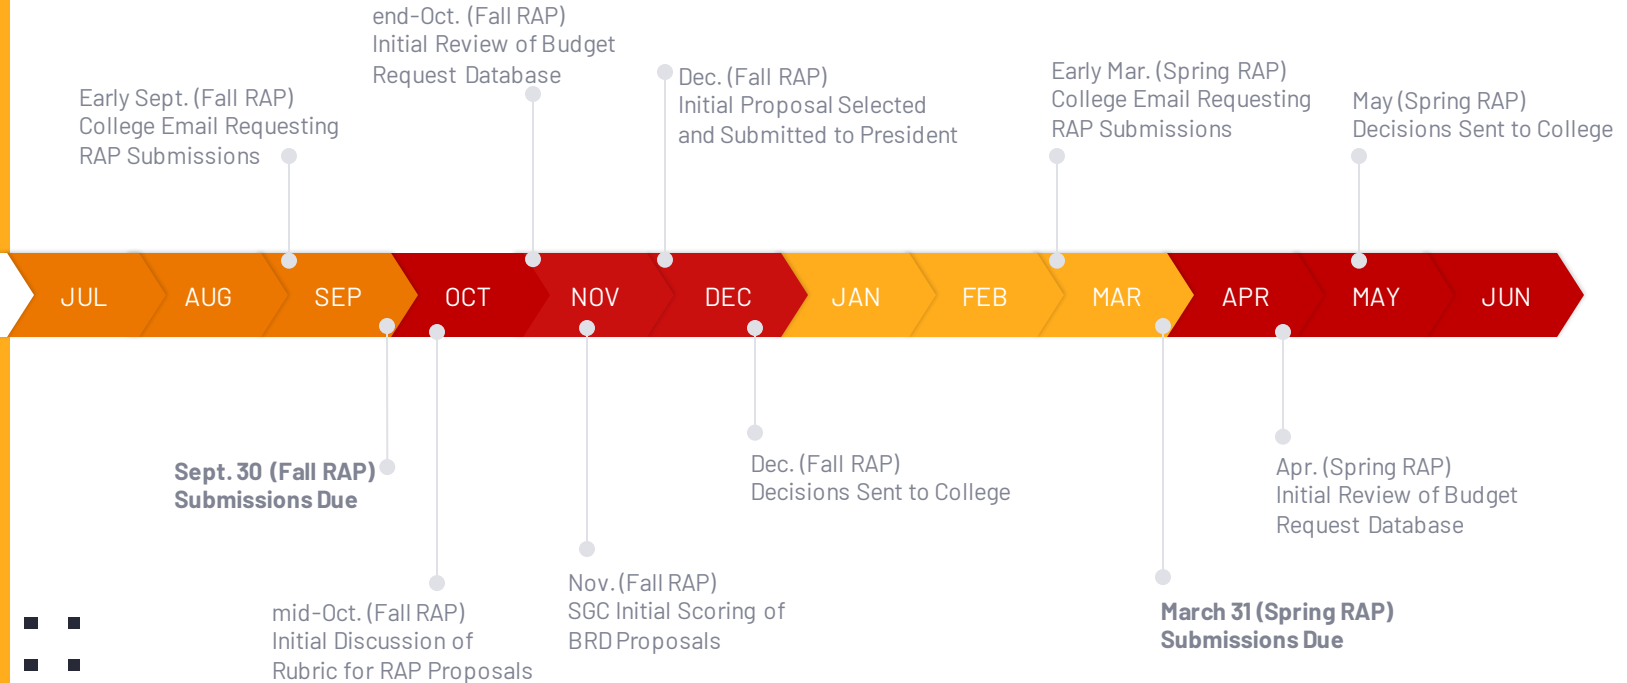 end-Oct. (Fall RAP)
Initial Review of Budget
Request Database
Early Sept. (Fall RAP)
College Email Requesting
RAP Submissions
Dec. (Fall RAP)
Initial Proposal Selected
and Submitted to President
Early Mar. (Spring RAP)
College Email Requesting
RAP Submissions
May (Spring RAP)
Decisions Sent to College
JUL AUG SEP OCT NOV DEC JAN FEB MAR APR MAY JUN
Sept. 30 (Fall RAP)
Submissions Due
mid-Oct. (Fall RAP)
Initial Discussion of
Rubric for RAP Proposals
Nov. (Fall RAP)
SGC Initial Scoring of
BRD Proposals
Dec. (Fall RAP)
Decisions Sent to College
March 31 (Spring RAP)
Submissions Due
Apr. (Spring RAP)
Initial Review of Budget
Request Database